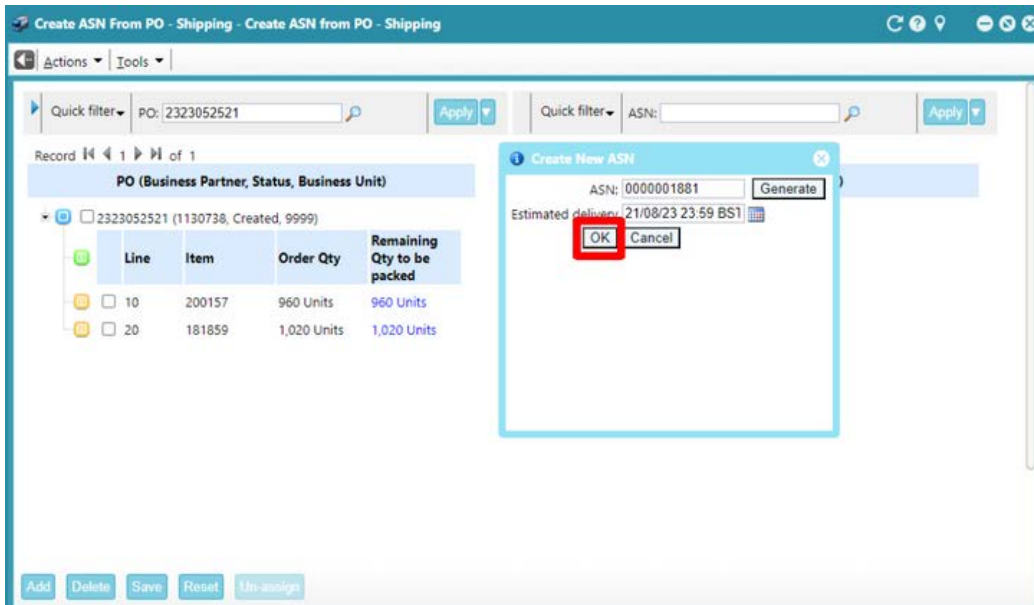 Create ASN From PO - Shipping - Create ASN from PO - Shipping
Actions Tools
Quick filter PO: 2323052521 Apply Quick filter ASN: Apply
Record 1 of 1
PO (Business Partner, Status, Business Unit) )
2323052521 (1130738, Created, 9999)
Line Item Order Qty Remaining Qty to be packed
10 200157 960 Units 960 Units
20 181859 1,020 Units 1,020 Units
Create New ASN
ASN: 0000001881 Generate
Estimated delivery 21/08/23 23:59 BST
OK Cancel
Add Delete Save Reset Un-assign